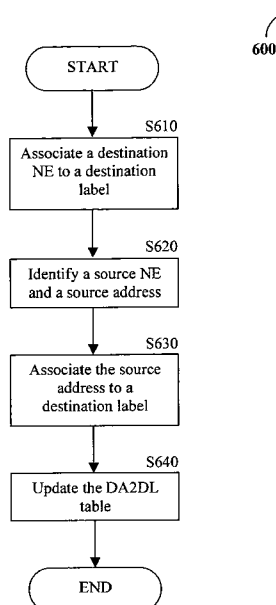 600
START
S610
Associate a destination
NE to a destination
label
S620
Identify a source NE
and a source address
S630
Associate the source
address to a
destination label
S640
Update the DA2DL
table
END